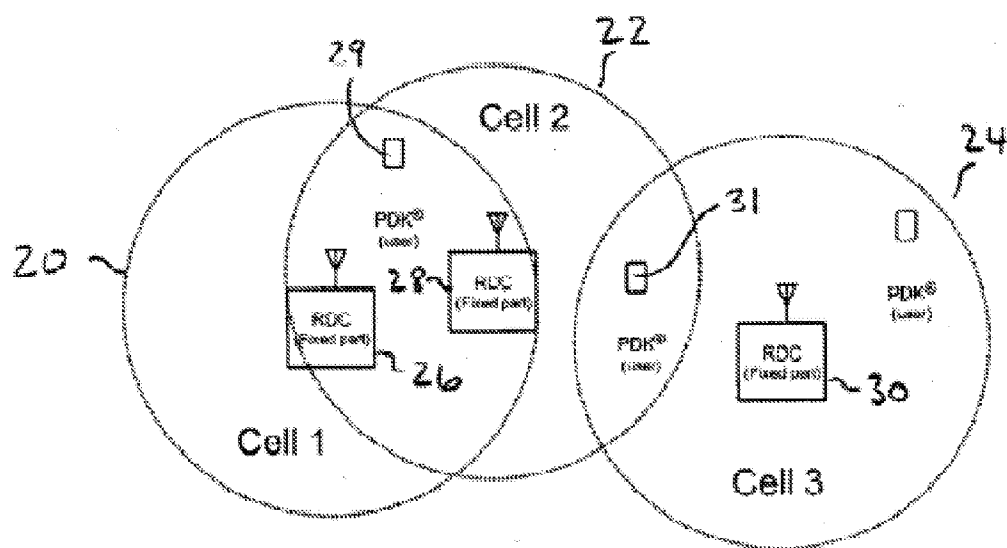 29
22
Cell 2
24
31
20
PDK®
(user)
28
RDC
(Fixed part)
RDC
(Fixed part)
26
PDK®
(user)
PDK®
(user)
RDC
(Fixed part)
30
Cell 1
Cell 3